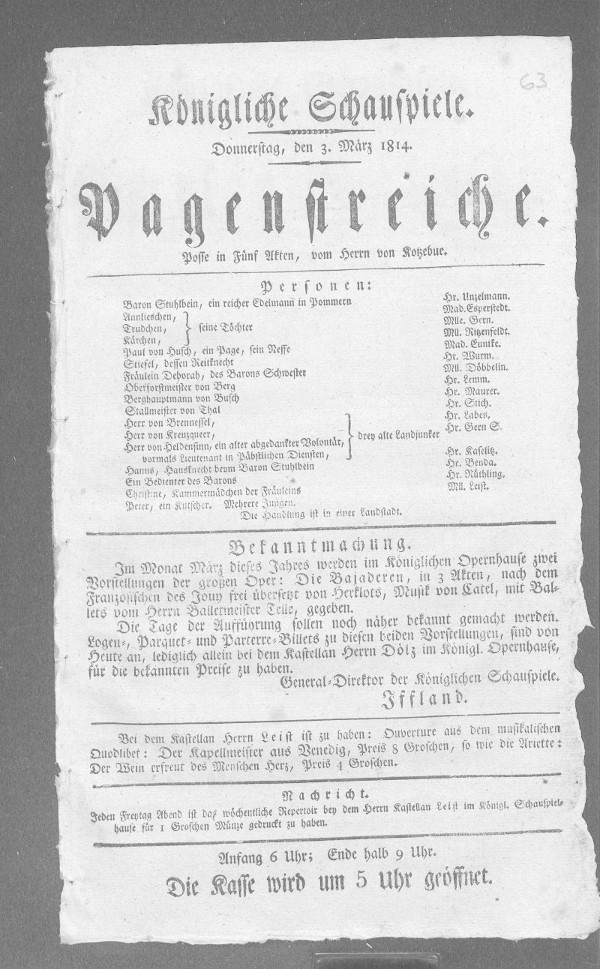 63
Königliche Schauspiele.
Donnerstag, den 3. März 1814.
Pagenstreiche.
Posse in Fünf Akten, vom Herrn von Kotzebue.
Personen:
Baron Stuhlbein, ein reicher Edelmann in Pommern Hr. Unzelmann.
Annlieschen, Mad. Esperstedt.
Trudchen, seine Töchter Mlle. Gern.
Kätchen, Mll. Ritzenfeldt.
Paul von Husch, ein Page, sein Neffe Mad. Eunike.
Stiefel, dessen Reitknecht Hr. Wurm.
Fräulein Deborah, des Barons Schwester Mll. Döbbelin.
Oberforstmeister von Berg Hr. Lemm.
Berghauptmann von Busch Hr. Maurer.
Stallmeister von Thal Hr. Stich.
Herr von Brennessel, Hr. Labes.
Herr von Kreuzqueer, drey alte Landjunker Hr. Gern S.
Herr von Heldensinn, ein alter abgedankter Volontär,
vormals Lieutenant in Päbstlichen Diensten, Hr. Kaselitz.
Hanns, Hausknecht beym Baron Stuhlbein Hr. Benda.
Ein Bedienter des Barons Hr. Rüthling.
Christine, Kammermädchen der Fräuleins Mll. Leist.
Peter, ein Kutscher. Mehrere Jungen.
Die Handlung ist in einer Landstadt.
Bekanntmachung.
Im Monat März dieses Jahres werden im Königlichen Opernhause zwei
Vorstellungen der großen Oper: Die Bajaderen, in 3 Akten, nach dem
Französischen des Jouy frei übersetzt von Herklots, Musik von Catel, mit Bal-
lets vom Herrn Balletmeister Telle, gegeben.
Die Tage der Aufführung sollen noch näher bekannt gemacht werden.
Logen-, Parquet- und Parterre-Billets zu diesen beiden Vorstellungen, sind von
Heute an, lediglich allein bei dem Kastellan Herrn Dölz im Königl. Opernhause,
für die bekannten Preise zu haben.
General-Direktor der Königlichen Schauspiele.
Iffland.
Bei dem Kastellan Herrn Leist ist zu haben: Ouverture aus dem musikalischen
Quodlibet: Der Kapellmeister aus Venedig, Preis 8 Groschen, so wie die Ariette:
Der Wein erfreut des Menschen Herz, Preis 4 Groschen.
Nachricht.
Jeden Freytag Abend ist das wöchentliche Repertoir bey dem Herrn Kastellan Leist im Königl. Schauspiel-
hause für 1 Groschen Münze gedruckt zu haben.
Anfang 6 Uhr; Ende halb 9 Uhr.
Die Kasse wird um 5 Uhr geöffnet.